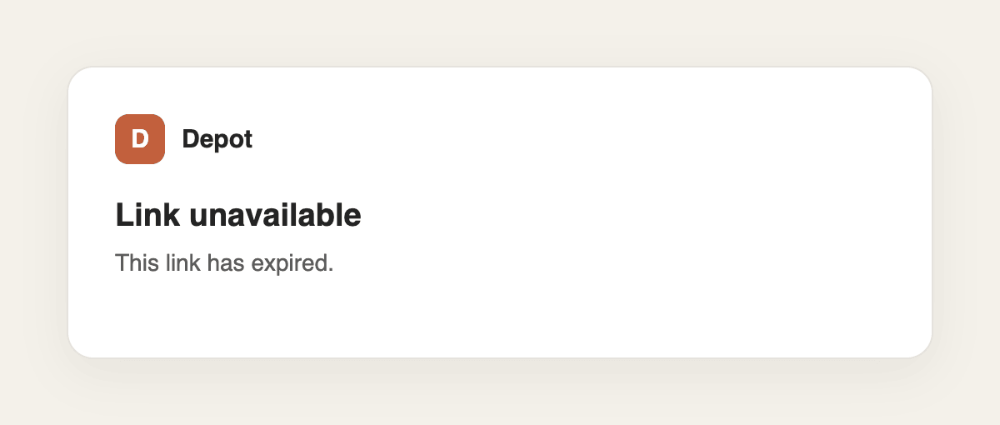 D
Depot
Link unavailable
This link has expired.